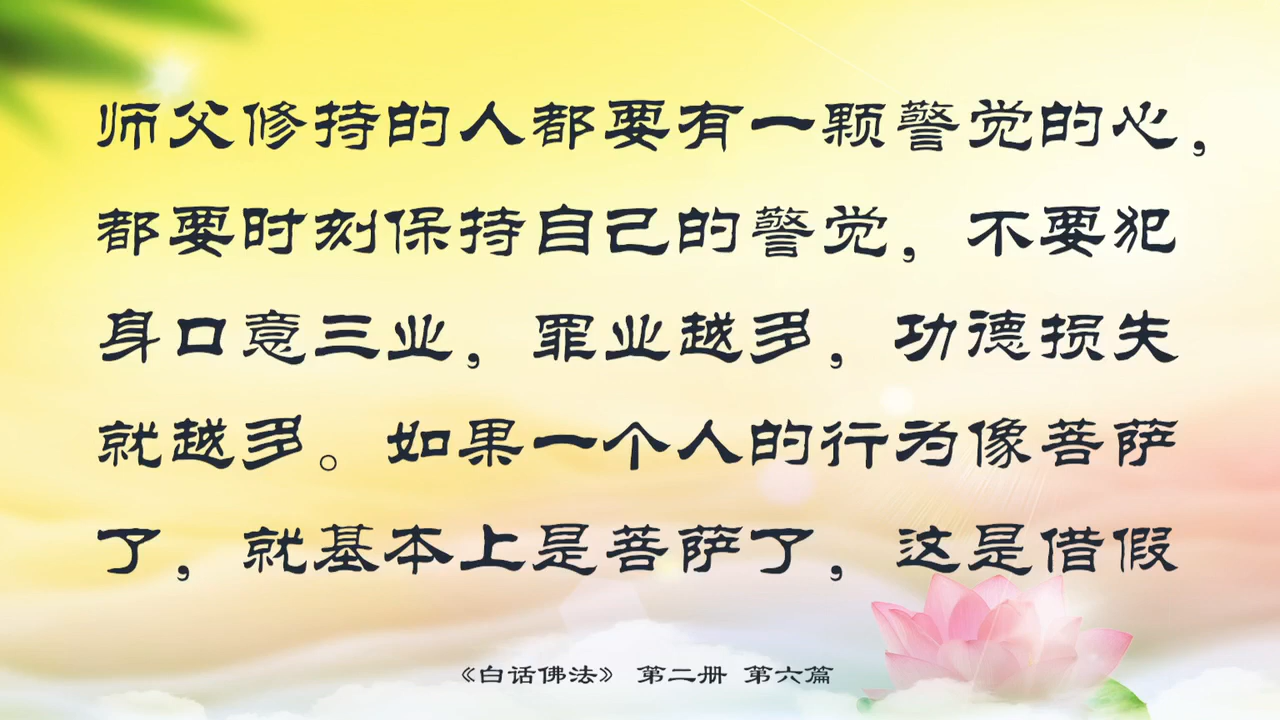 师父修持的人都要有一颗警觉的心，
都要时刻保持自己的警觉，不要犯
身口意三业，罪业越多，功德损失
就越多。如果一个人的行为像菩萨
了，就基本上是菩萨了，这是借假
《白话佛法》 第二册 第六篇